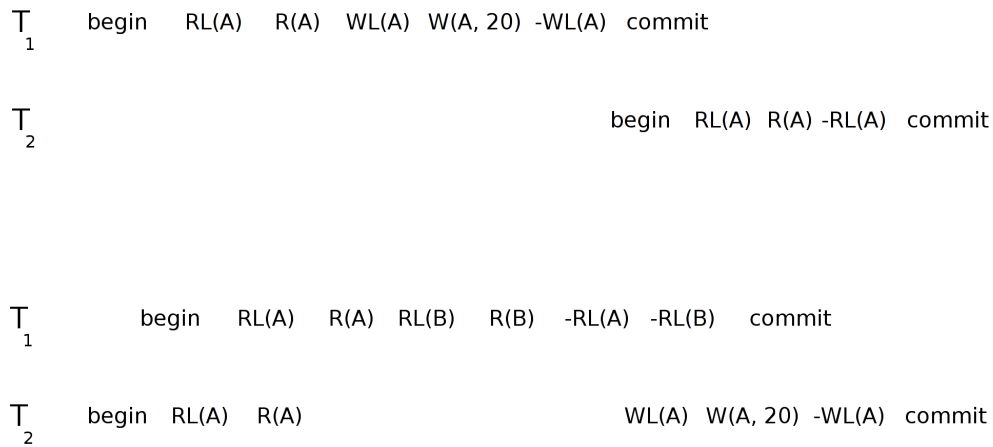 T1 begin RL(A) R(A) WL(A) W(A, 20) -WL(A) commit
T2 begin RL(A) R(A) -RL(A) commit
T1 begin RL(A) R(A) RL(B) R(B) -RL(A) -RL(B) commit
T2 begin RL(A) R(A) WL(A) W(A, 20) -WL(A) commit